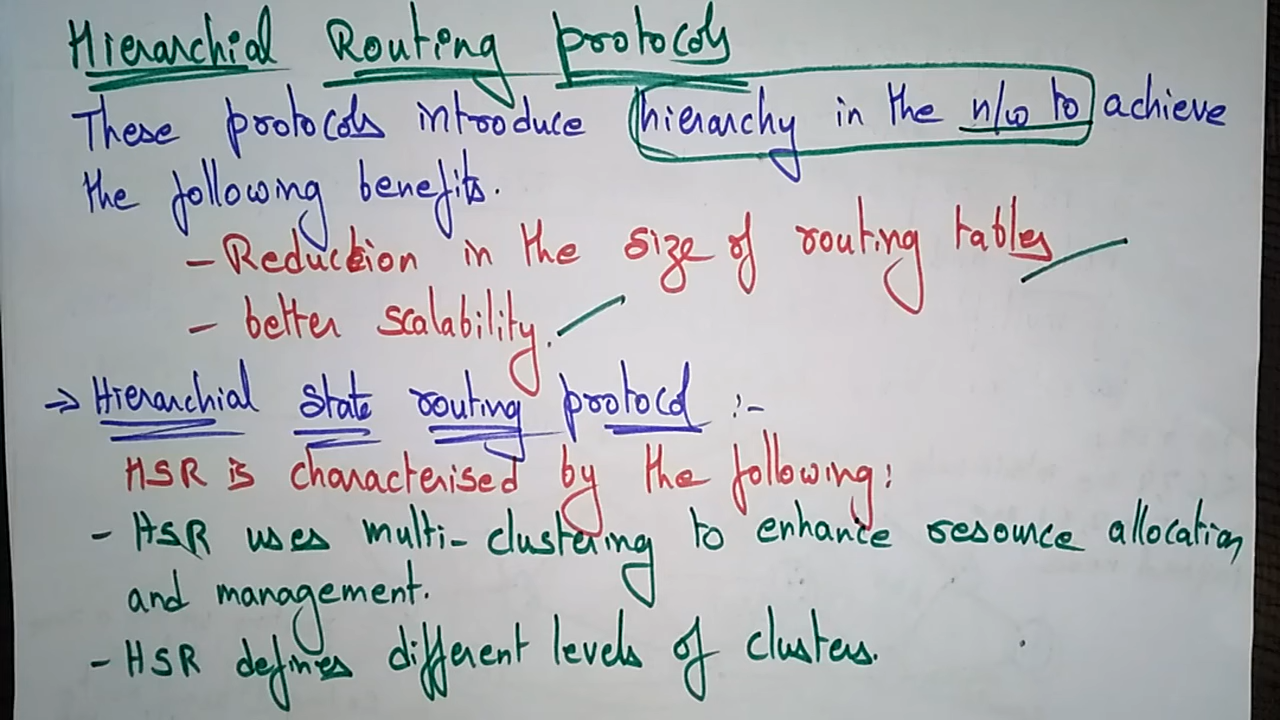 Hierarchial Routing protocols
These protocols introduce hierarchy in the n/w to achieve
the following benefits.
- Reduction in the size of routing tables
- better scalability.
→ Hierarchial state routing protocol :-
HSR is characterised by the following:
- HSR uses multi-clustering to enhance resource allocation
and management.
- HSR defines different levels of clusters.